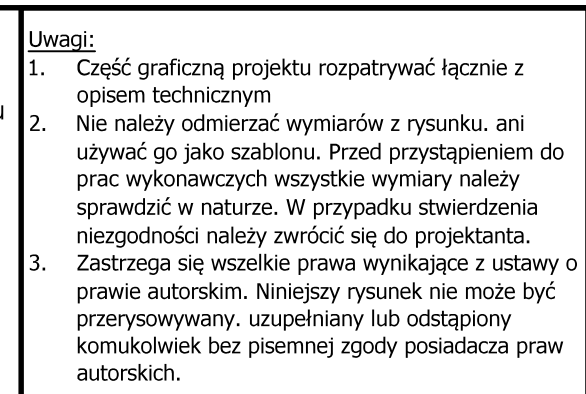 Uwagi:
1. Część graficzną projektu rozpatrywać łącznie z
opisem technicznym
2. Nie należy odmierzać wymiarów z rysunku. ani
używać go jako szablonu. Przed przystąpieniem do
prac wykonawczych wszystkie wymiary należy
sprawdzić w naturze. W przypadku stwierdzenia
niezgodności należy zwrócić się do projektanta.
3. Zastrzega się wszelkie prawa wynikające z ustawy o
prawie autorskim. Niniejszy rysunek nie może być
przerysowywany. uzupełniany lub odstąpiony
komukolwiek bez pisemnej zgody posiadacza praw
autorskich.